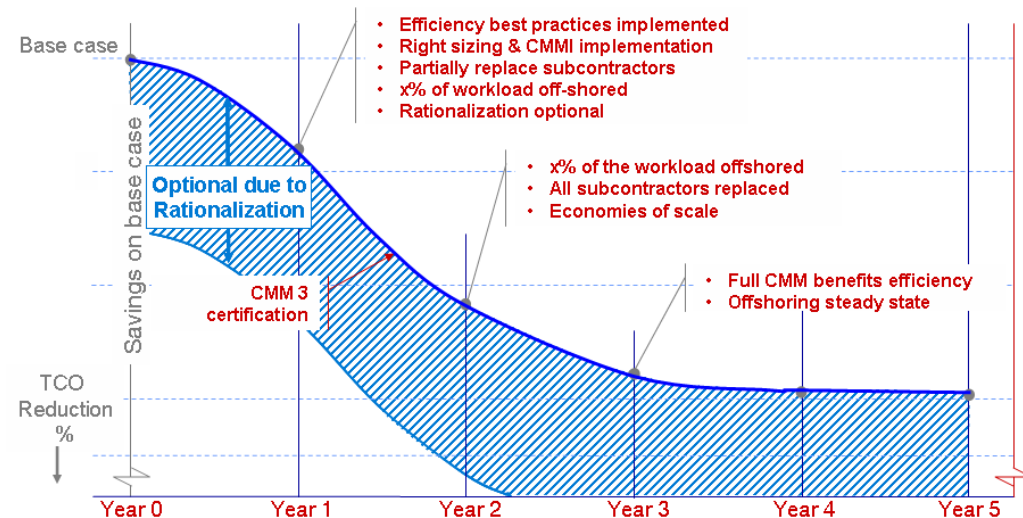 • Efficiency best practices implemented
• Right sizing & CMMI implementation
• Partially replace subcontractors
• x% of workload off-shored
• Rationalization optional
Base case
• x% of the workload offshored
• All subcontractors replaced
• Economies of scale
Optional due to
Rationalization
Savings on base case
• Full CMM benefits efficiency
• Offshoring steady state
CMM 3
certification
TCO
Reduction
%
Year 0
Year 1
Year 2
Year 3
Year 4
Year 5